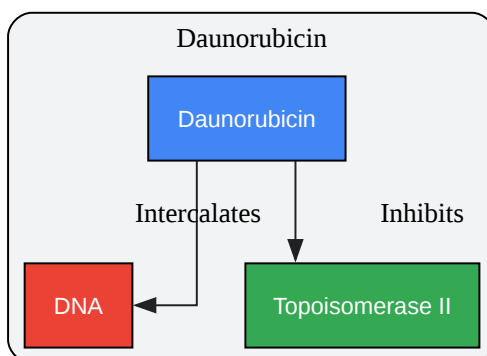 Daunorubicin
Daunorubicin
Intercalates
Inhibits
DNA
Topoisomerase II